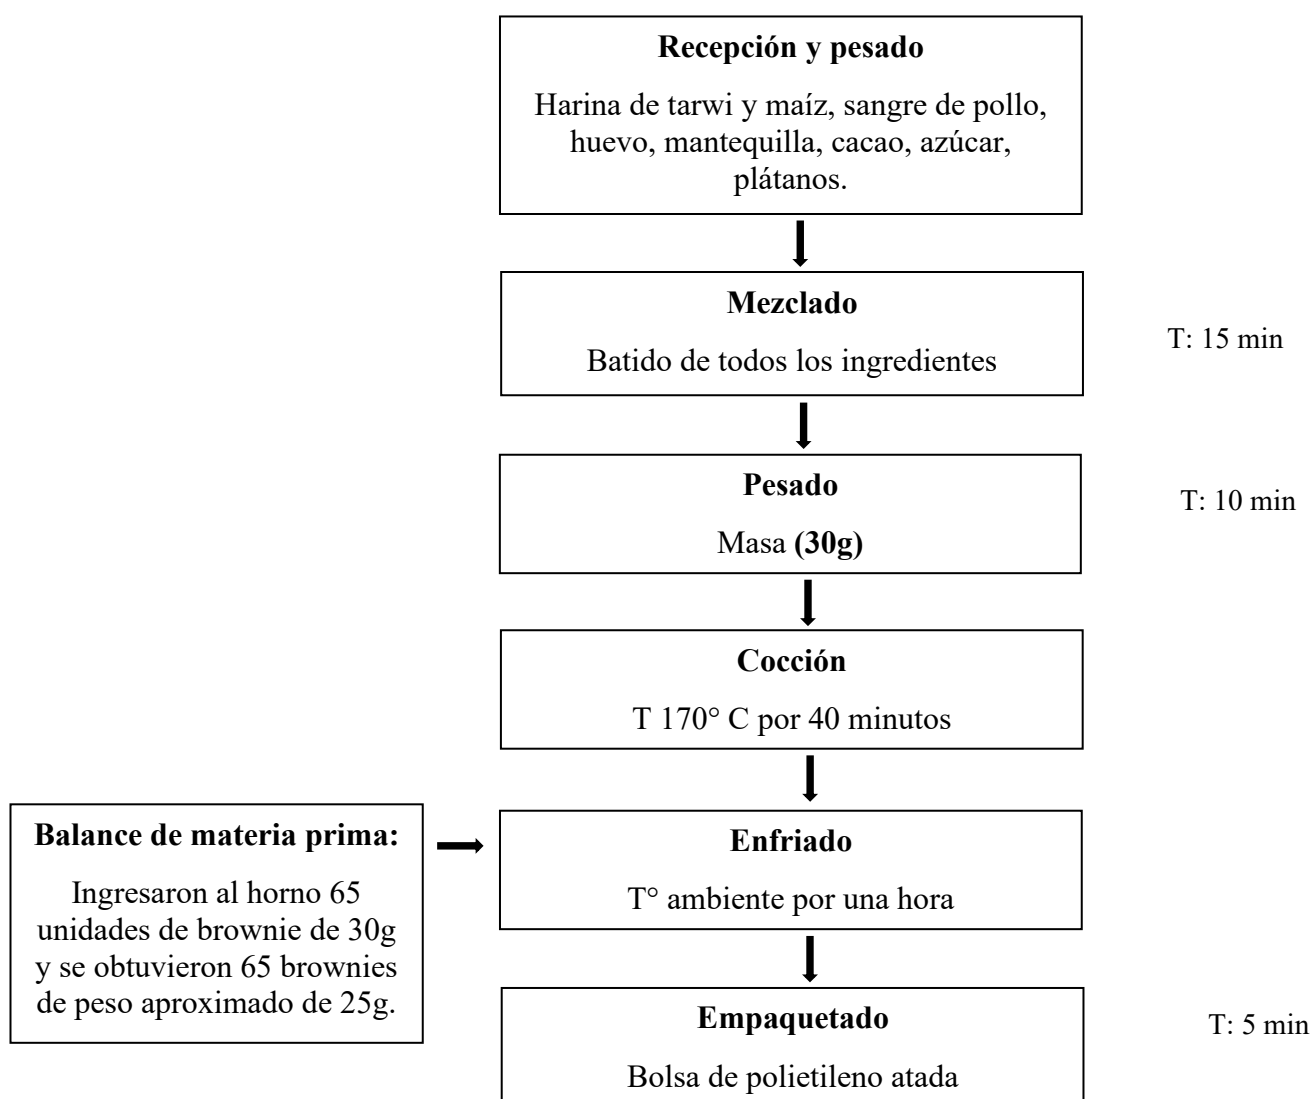 Recepción y pesado
Harina de tarwi y maíz, sangre de pollo,
huevo, mantequilla, cacao, azúcar,
plátanos.
Mezclado
Batido de todos los ingredientes
T: 15 min
Pesado
Masa (30g)
T: 10 min
Cocción
T 170° C por 40 minutos
Balance de materia prima:
Ingresaron al horno 65
unidades de brownie de 30g
y se obtuvieron 65 brownies
de peso aproximado de 25g.
Enfriado
T° ambiente por una hora
Empaquetado
Bolsa de polietileno atada
T: 5 min